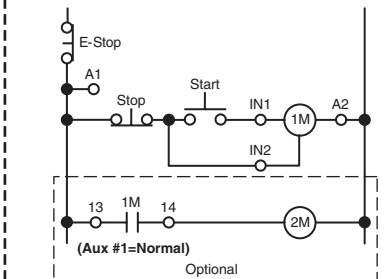 E-Stop
A1
Stop
Start
IN1
1M
A2
IN2
13
1M
14
2M
(Aux #1=Normal)
Optional